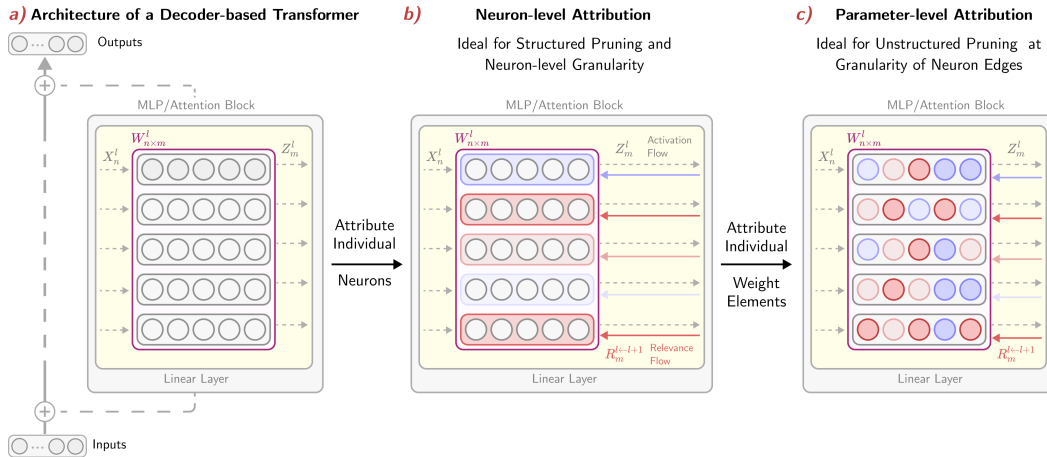 a) Architecture of a Decoder-based Transformer
Outputs
MLP/Attention Block
W^l_{n×m}
X^l_n
Z^l_m
Linear Layer
Inputs
Attribute
Individual
Neurons
b) Neuron-level Attribution
Ideal for Structured Pruning and
Neuron-level Granularity
MLP/Attention Block
W^l_{n×m}
X^l_n
Z^l_m
Activation
Flow
R^{l←l+1}_m
Relevance
Flow
Linear Layer
Attribute
Individual
Weight
Elements
c) Parameter-level Attribution
Ideal for Unstructured Pruning at
Granularity of Neuron Edges
MLP/Attention Block
W^l_{n×m}
X^l_n
Z^l_m
R^{l←l+1}_m
Linear Layer